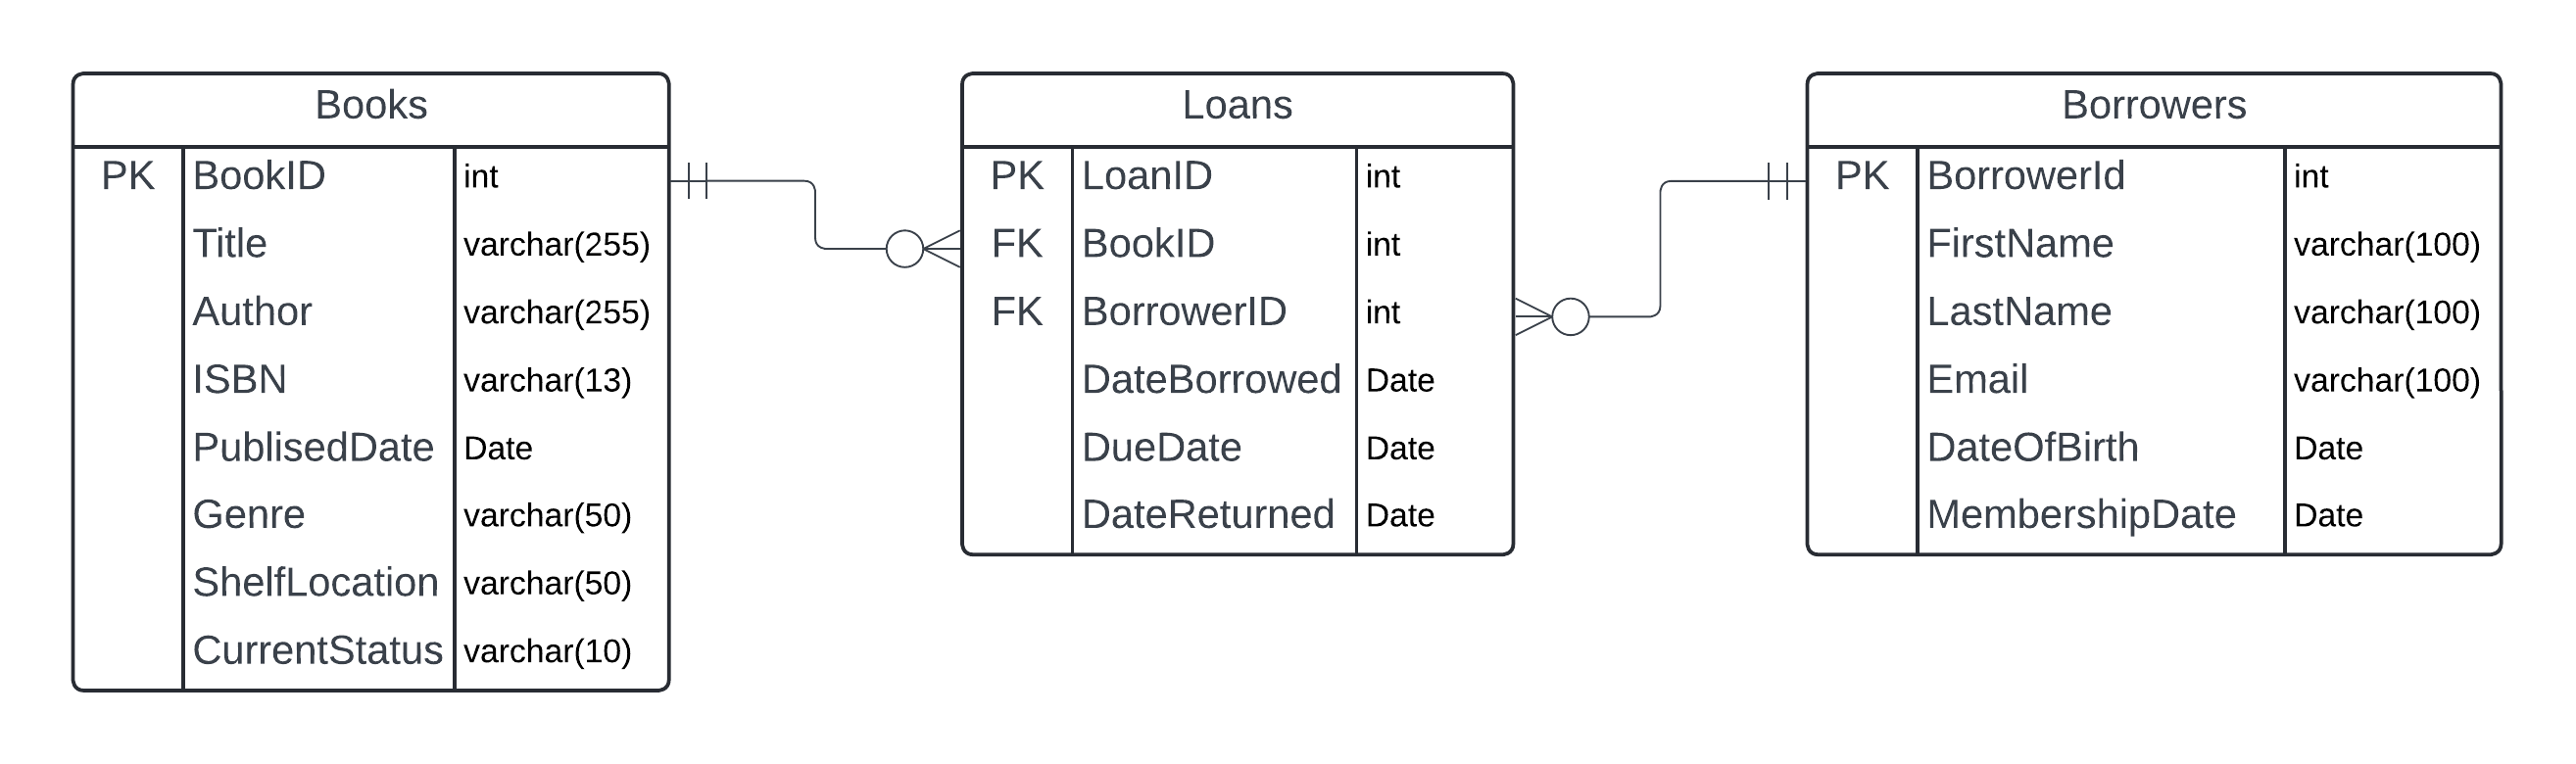 Books
PK BookID int
Title varchar(255)
Author varchar(255)
ISBN varchar(13)
PublisedDate Date
Genre varchar(50)
ShelfLocation varchar(50)
CurrentStatus varchar(10)
Loans
PK LoanID int
FK BookID int
FK BorrowerID int
DateBorrowed Date
DueDate Date
DateReturned Date
Borrowers
PK BorrowerId int
FirstName varchar(100)
LastName varchar(100)
Email varchar(100)
DateOfBirth Date
MembershipDate Date